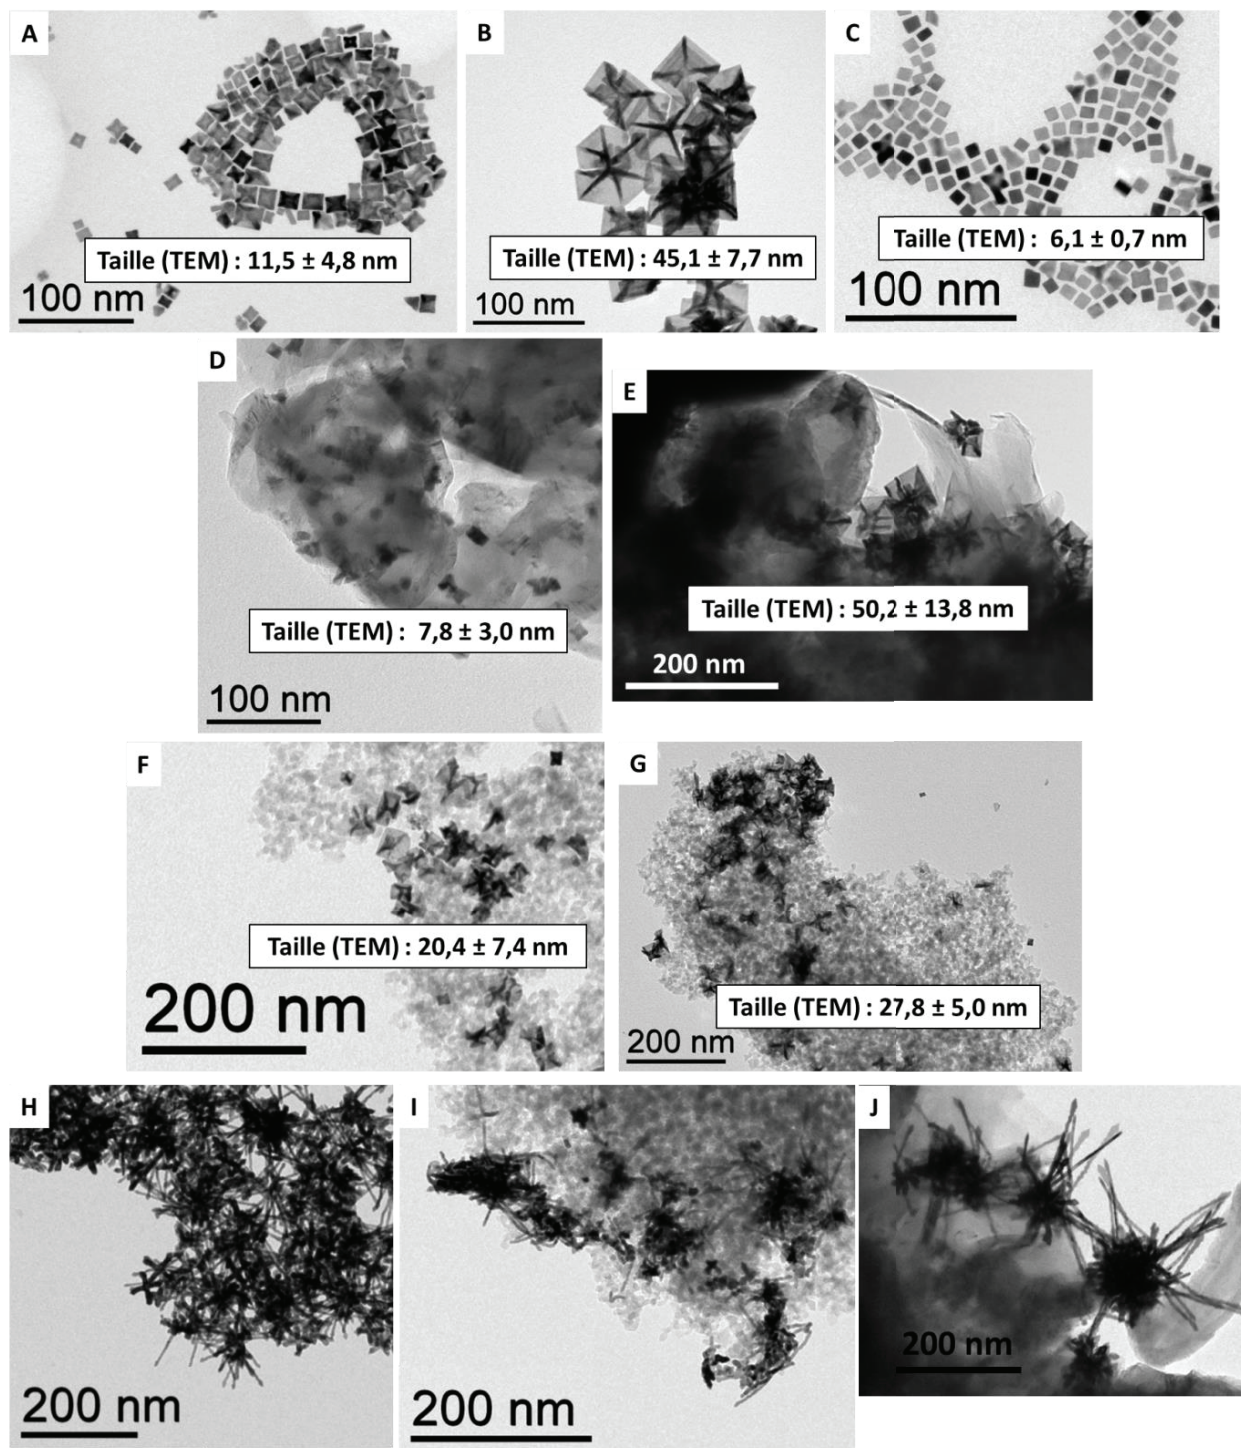 A
B
C
Taille (TEM) : 11,5 ± 4,8 nm
Taille (TEM) : 45,1 ± 7,7 nm
Taille (TEM) : 6,1 ± 0,7 nm
100 nm
100 nm
100 nm
D
E
Taille (TEM) : 7,8 ± 3,0 nm
Taille (TEM) : 50,2 ± 13,8 nm
100 nm
200 nm
F
G
Taille (TEM) : 20,4 ± 7,4 nm
Taille (TEM) : 27,8 ± 5,0 nm
200 nm
200 nm
H
I
J
200 nm
200 nm
200 nm